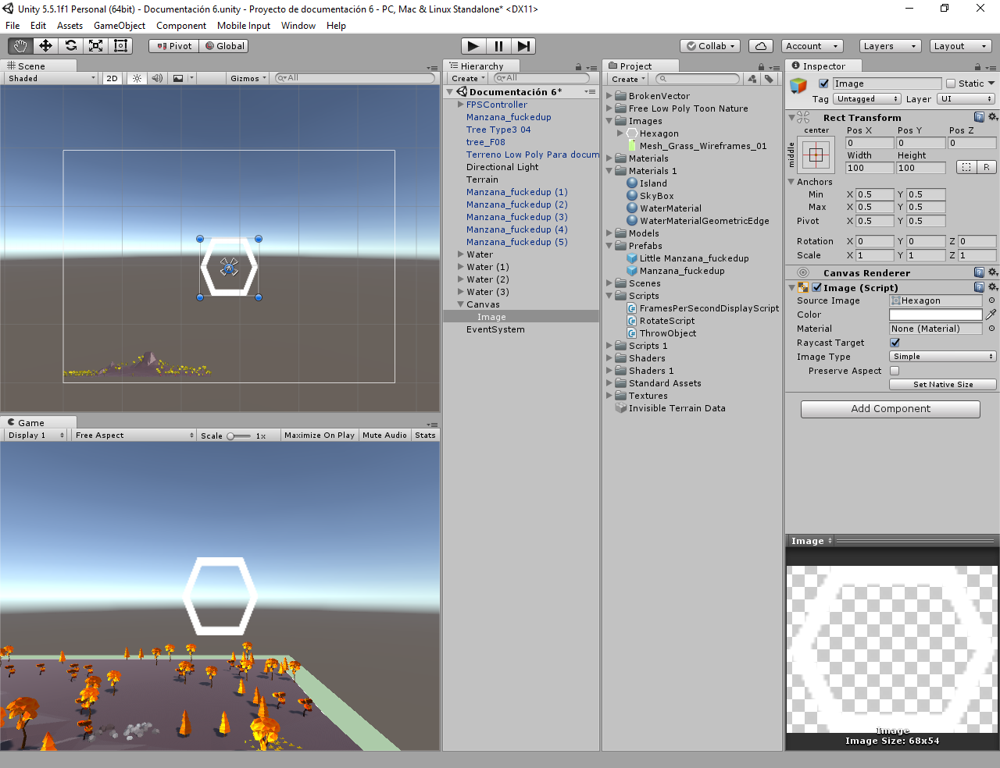 Unity 5.5.1f1 Personal (64bit) - Documentación 6.unity - Proyecto de documentación 6 - PC, Mac & Linux Standalone* <DX11>
File Edit Assets GameObject Component Mobile Input Window Help
Pivot Global Collab Account Layers Layout
Scene
Shaded 2D Gizmos All
Game
Display 1 Free Aspect Scale 1x Maximize On Play Mute Audio Stats
Hierarchy
Create All
Documentación 6*
FPSController
Manzana_fuckedup
Tree Type3 04
tree_F08
Terreno Low Poly Para docum
Directional Light
Terrain
Manzana_fuckedup (1)
Manzana_fuckedup (2)
Manzana_fuckedup (3)
Manzana_fuckedup (4)
Manzana_fuckedup (5)
Water
Water (1)
Water (2)
Water (3)
Canvas
Image
EventSystem
Project
Create
BrokenVector
Free Low Poly Toon Nature
Images
Hexagon
Mesh_Grass_Wireframes_01
Materials
Materials 1
Island
SkyBox
WaterMaterial
WaterMaterialGeometricEdge
Models
Prefabs
Little Manzana_fuckedup
Manzana_fuckedup
Scenes
Scripts
FramesPerSecondDisplayScript
RotateScript
ThrowObject
Scripts 1
Shaders
Shaders 1
Standard Assets
Textures
Invisible Terrain Data
Inspector
Image Static
Tag Untagged Layer UI
Rect Transform
center Pos X Pos Y Pos Z
middle 0 0 0
Width Height
100 100 R
Anchors
Min X 0.5 Y 0.5
Max X 0.5 Y 0.5
Pivot X 0.5 Y 0.5
Rotation X 0 Y 0 Z 0
Scale X 1 Y 1 Z 1
Canvas Renderer
Image (Script)
Source Image Hexagon
Color
Material None (Material)
Raycast Target
Image Type Simple
Preserve Aspect
Set Native Size
Add Component
Image
Image
Image Size: 68x54